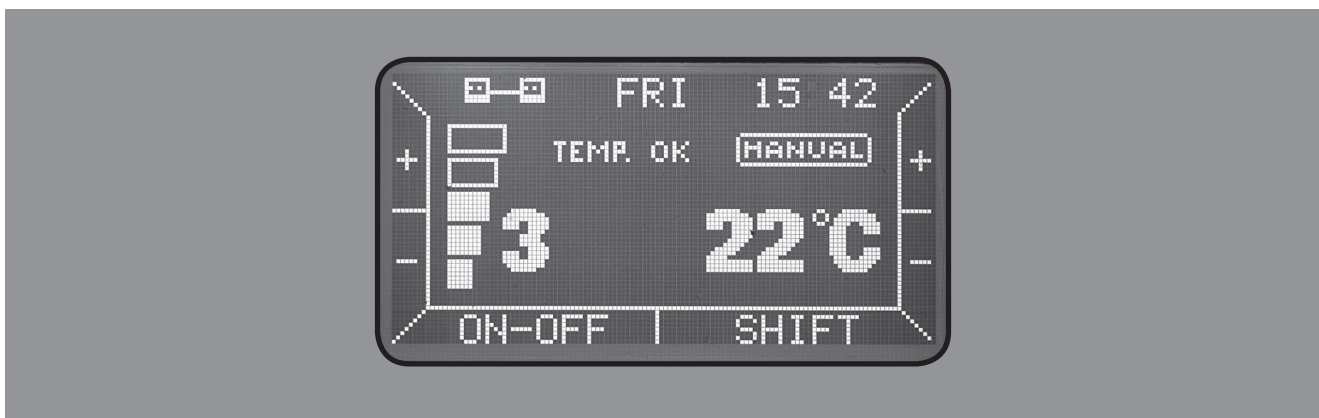 FRI 15 42
TEMP. OK MANUAL
+ +
3 22°C
- -
ON-OFF SHIFT